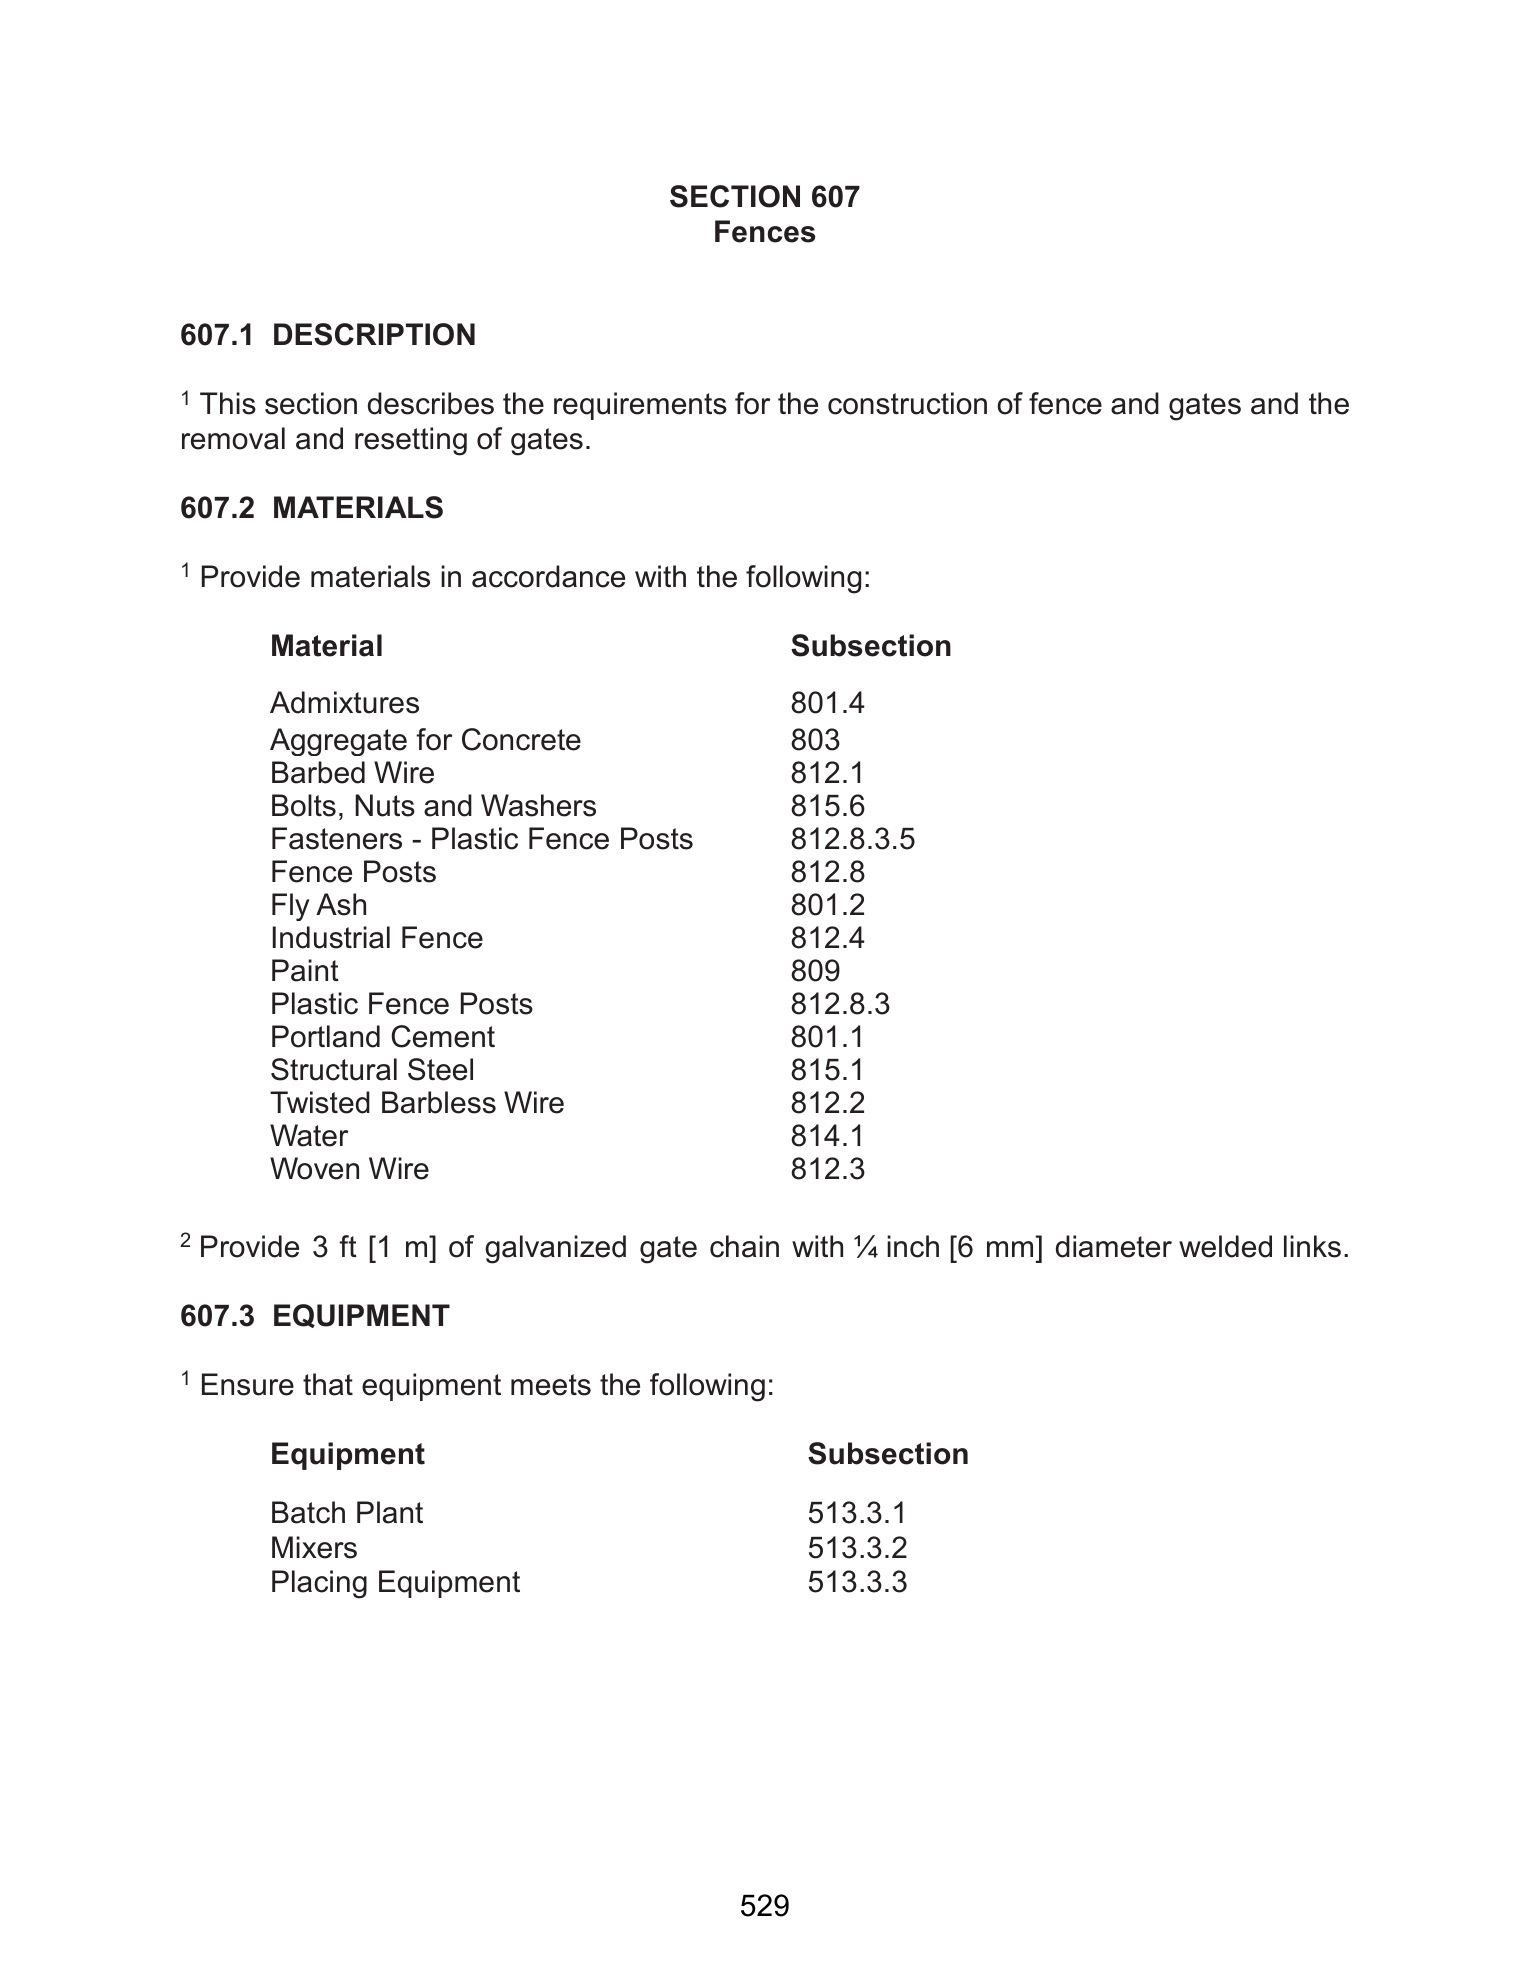 SECTION 607
Fences
607.1 DESCRIPTION
1 This section describes the requirements for the construction of fence and gates and the
removal and resetting of gates.
607.2 MATERIALS
1 Provide materials in accordance with the following:
Material Subsection
Admixtures 801.4
Aggregate for Concrete 803
Barbed Wire 812.1
Bolts, Nuts and Washers 815.6
Fasteners - Plastic Fence Posts 812.8.3.5
Fence Posts 812.8
Fly Ash 801.2
Industrial Fence 812.4
Paint 809
Plastic Fence Posts 812.8.3
Portland Cement 801.1
Structural Steel 815.1
Twisted Barbless Wire 812.2
Water 814.1
Woven Wire 812.3
2 Provide 3 ft [1 m] of galvanized gate chain with ¼ inch [6 mm] diameter welded links.
607.3 EQUIPMENT
1 Ensure that equipment meets the following:
Equipment Subsection
Batch Plant 513.3.1
Mixers 513.3.2
Placing Equipment 513.3.3
529